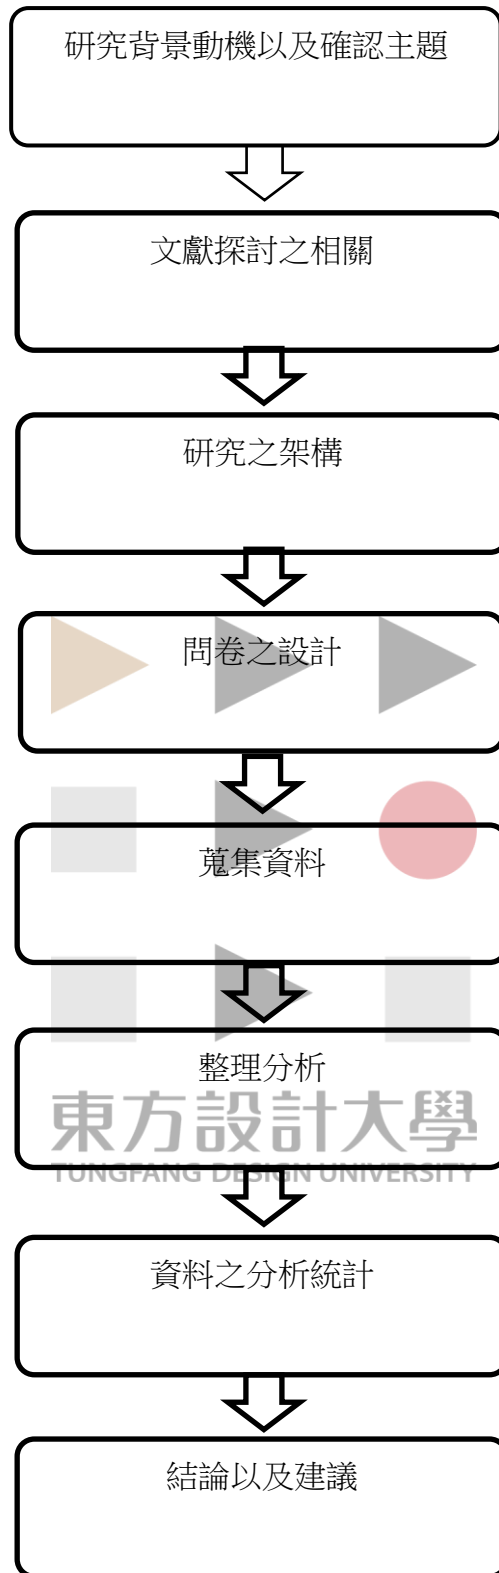 研究背景動機以及確認主題
文獻探討之相關
研究之架構
問卷之設計
蒐集資料
整理分析
東方設計大學
TUNGFANG DESIGN UNIVERSITY
資料之分析統計
結論以及建議